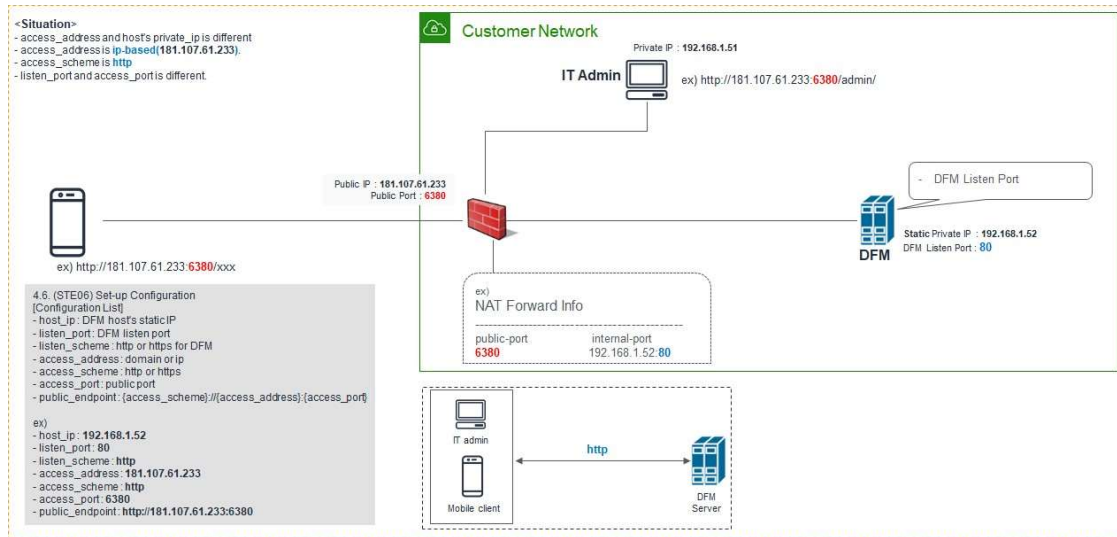 <Situation>
- access_address and host's private_ip is different
- access_address is ip-based(181.107.61.233).
- access_scheme is http
- listen_port and access_port is different.
Customer Network
Private IP : 192.168.1.51
IT Admin
ex) http://181.107.61.233:6380/admin/
Public IP : 181.107.61.233
Public Port : 6380
- DFM Listen Port
Static Private IP : 192.168.1.52
DFM Listen Port : 80
DFM
ex) http://181.107.61.233:6380/xxx
ex)
NAT Forward Info
public-port internal-port
6380 192.168.1.52:80
4.6. (STE06) Set-up Configuration
[Configuration List]
- host_ip : DFM host's static IP
- listen_port : DFM listen port
- listen_scheme : http or https for DFM
- access_address : domain or ip
- access_scheme : http or https
- access_port : public port
- public_endpoint : {access_scheme}://{access_address}:{access_port}
ex)
- host_ip : 192.168.1.52
- listen_port : 80
- listen_scheme : http
- access_address : 181.107.61.233
- access_scheme : http
- access_port : 6380
- public_endpoint : http://181.107.61.233:6380
IT admin
http
Mobile client
DFM
Server